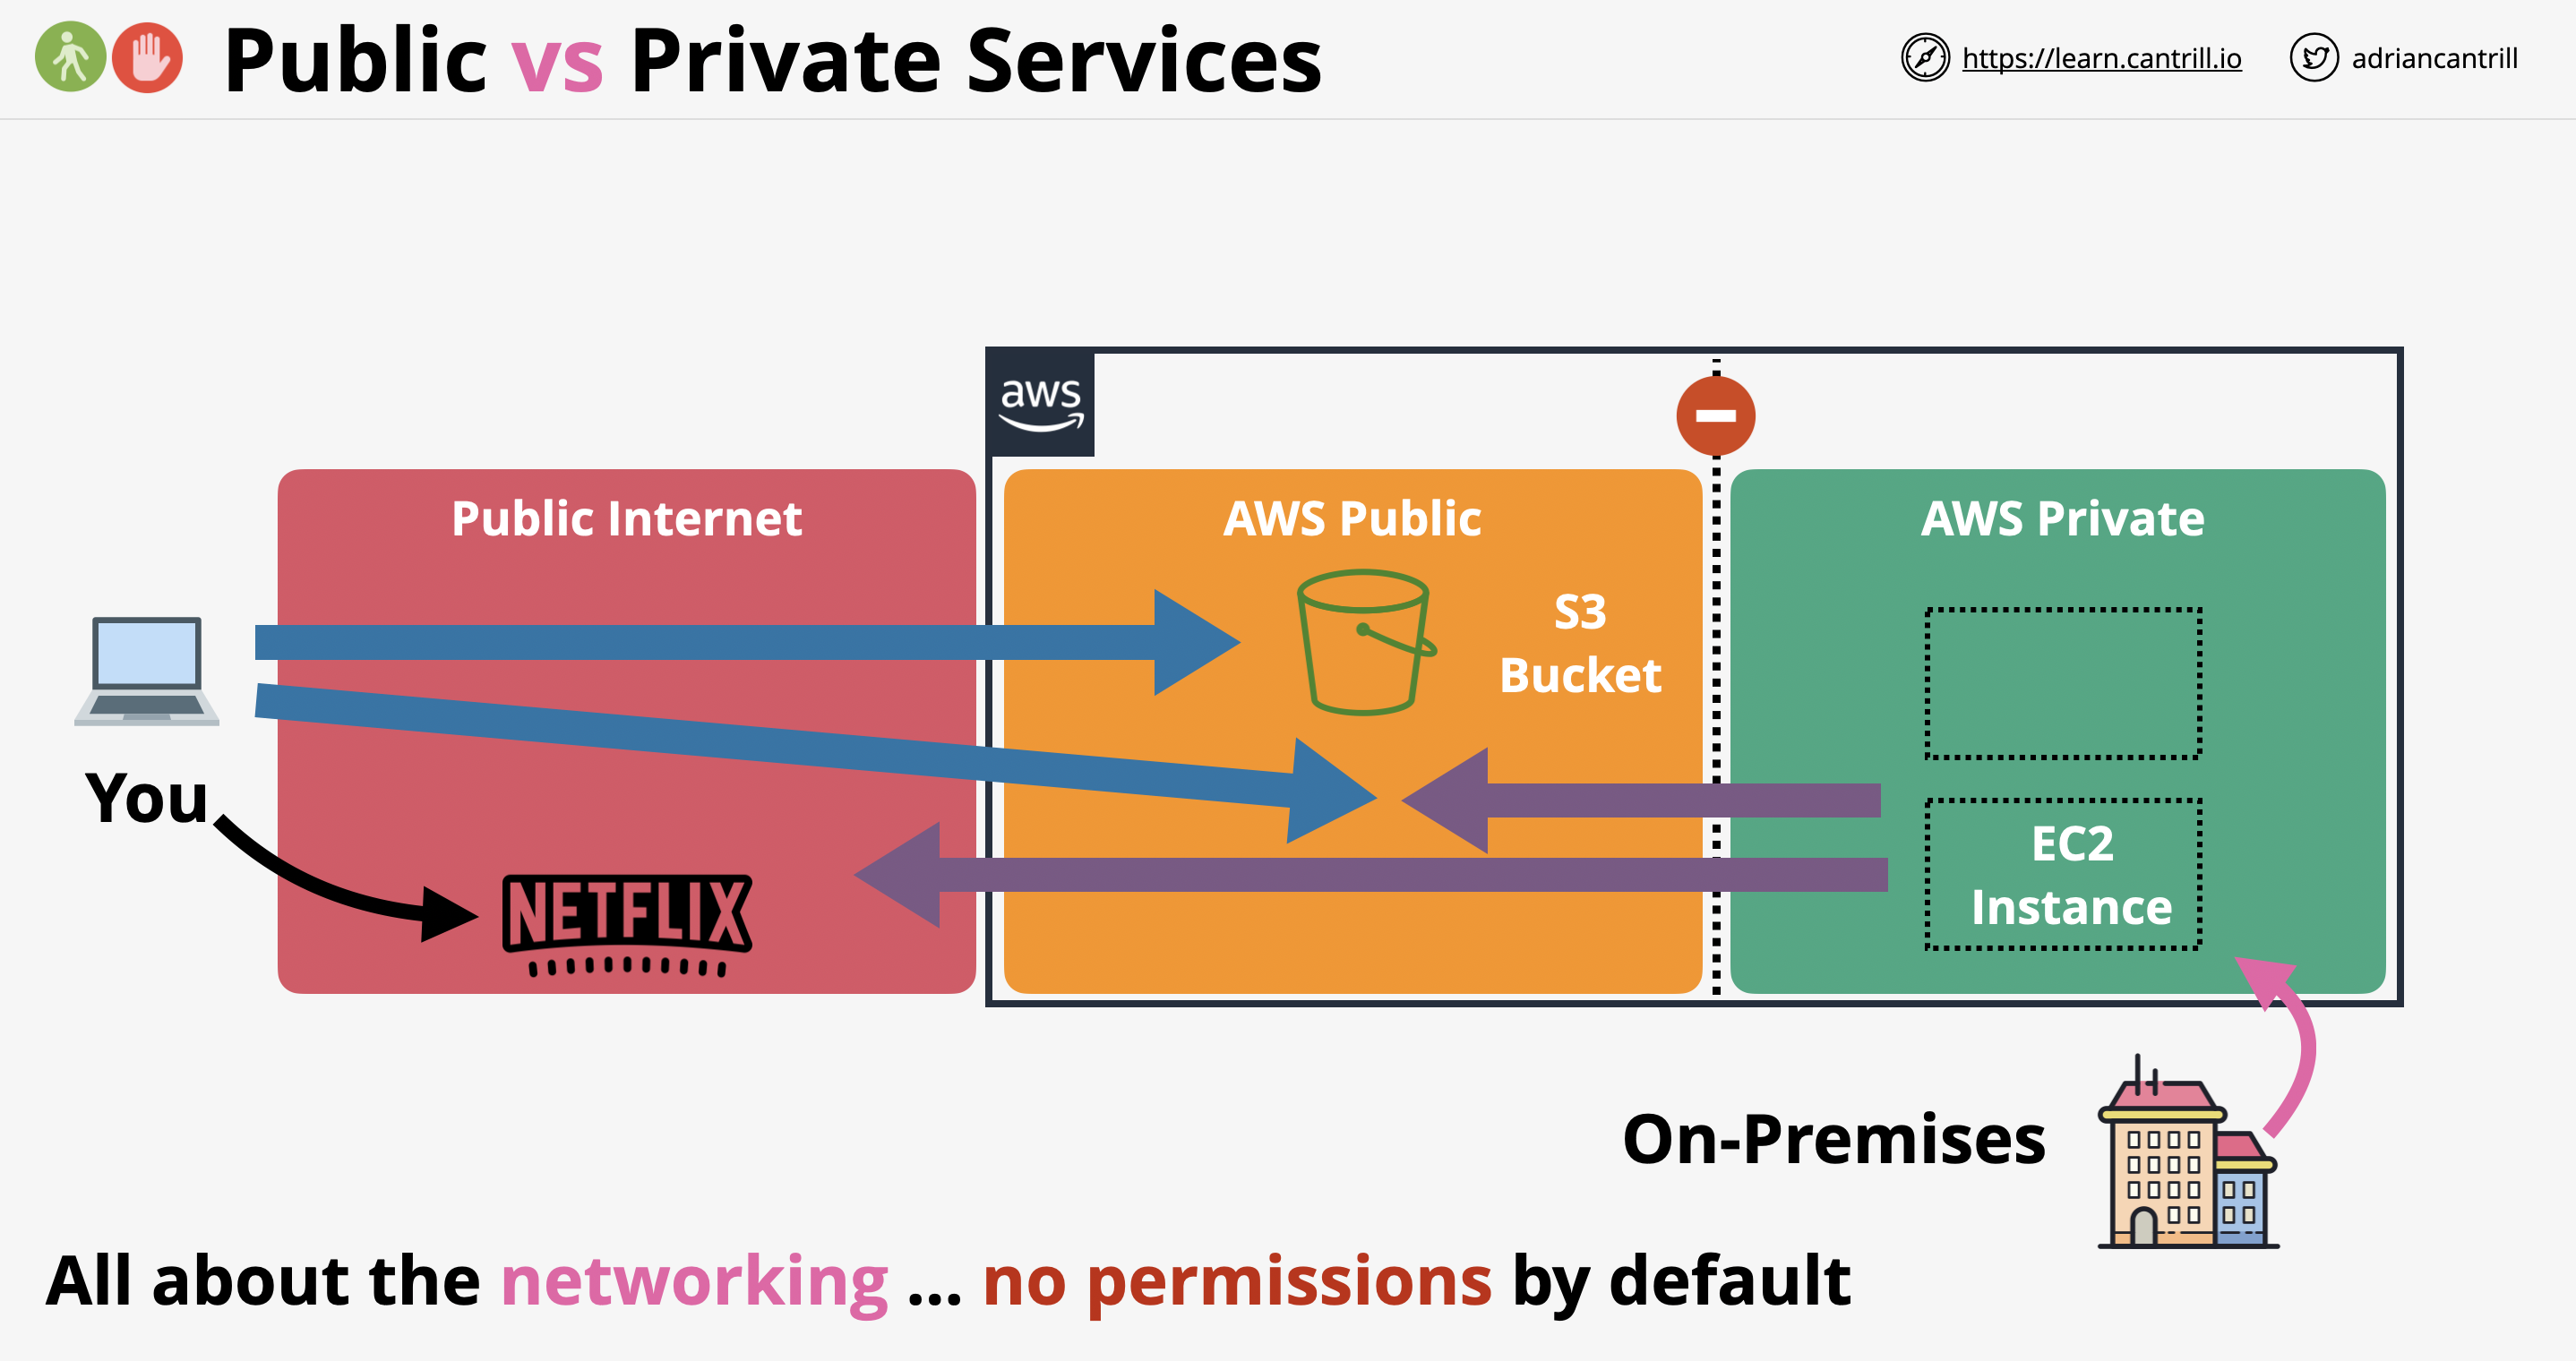 Public vs Private Services
https://learn.cantrill.io
adriancantrill
aws
Public Internet
AWS Public
AWS Private
S3
Bucket
You
EC2
Instance
NETFLIX
On-Premises
All about the networking ... no permissions by default